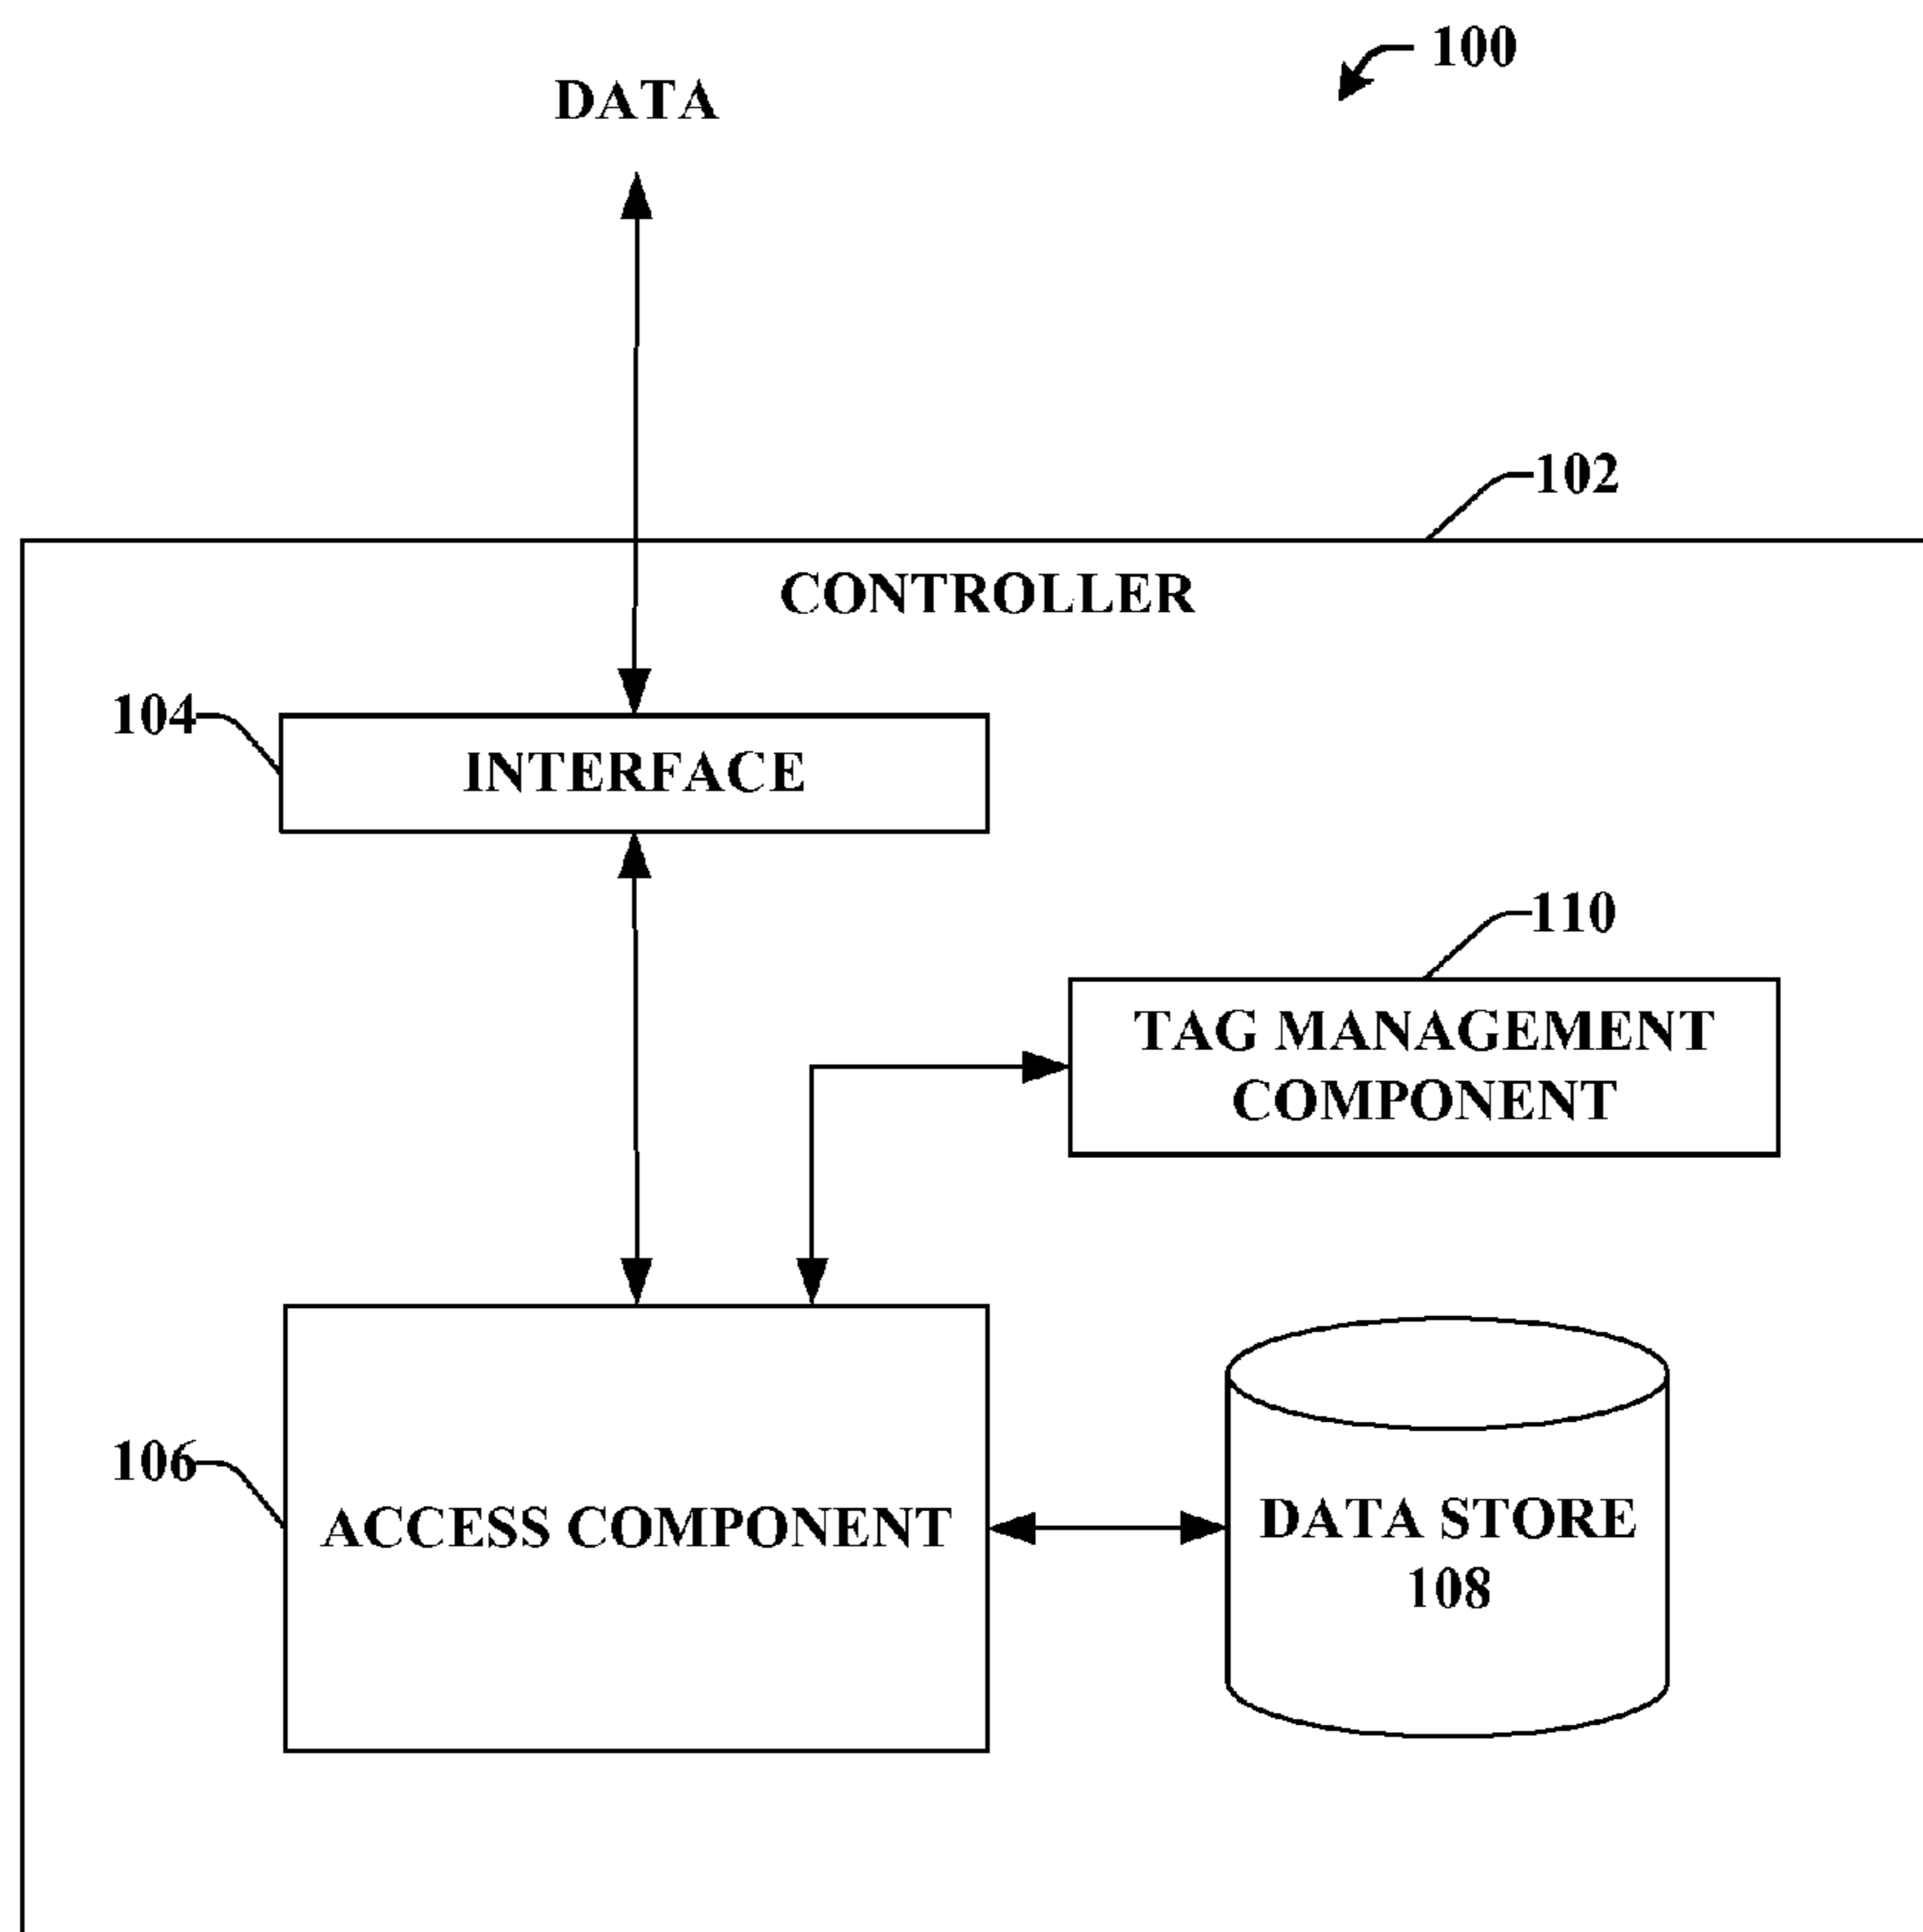 100
DATA
102
CONTROLLER
104
INTERFACE
110
TAG MANAGEMENT
COMPONENT
106
ACCESS COMPONENT
DATA STORE
108